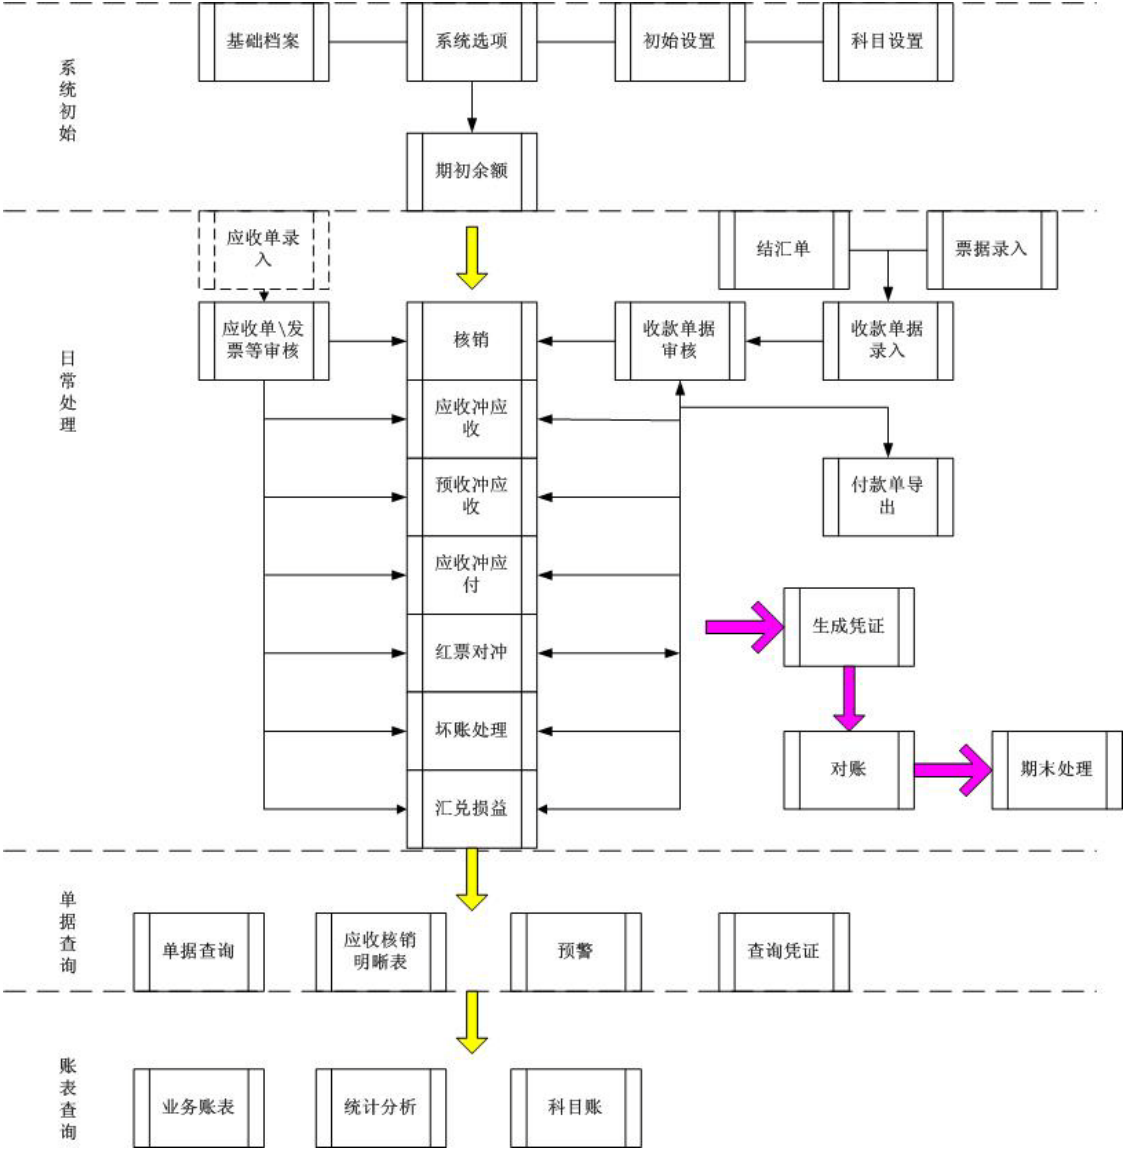 系统初始
基础档案
系统选项
初始设置
科目设置
期初余额
日常处理
应收单录
入
结汇单
票据录入
应收单\发
票等审核
核销
收款单据
审核
收款单据
录入
应收冲应
收
预收冲应
收
付款单导
出
应收冲应
付
红票对冲
生成凭证
坏账处理
对账
期末处理
汇兑损益
单据查询
单据查询
应收核销
明晰表
预警
查询凭证
账表查询
业务账表
统计分析
科目账